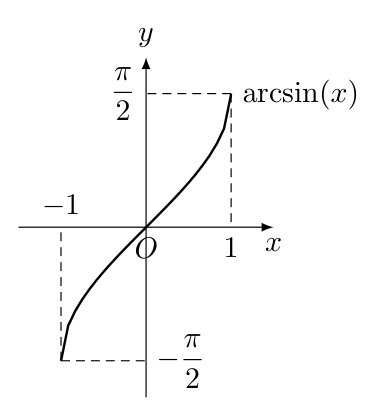 y
π/2
arcsin(x)
−1
O
1
x
−π/2